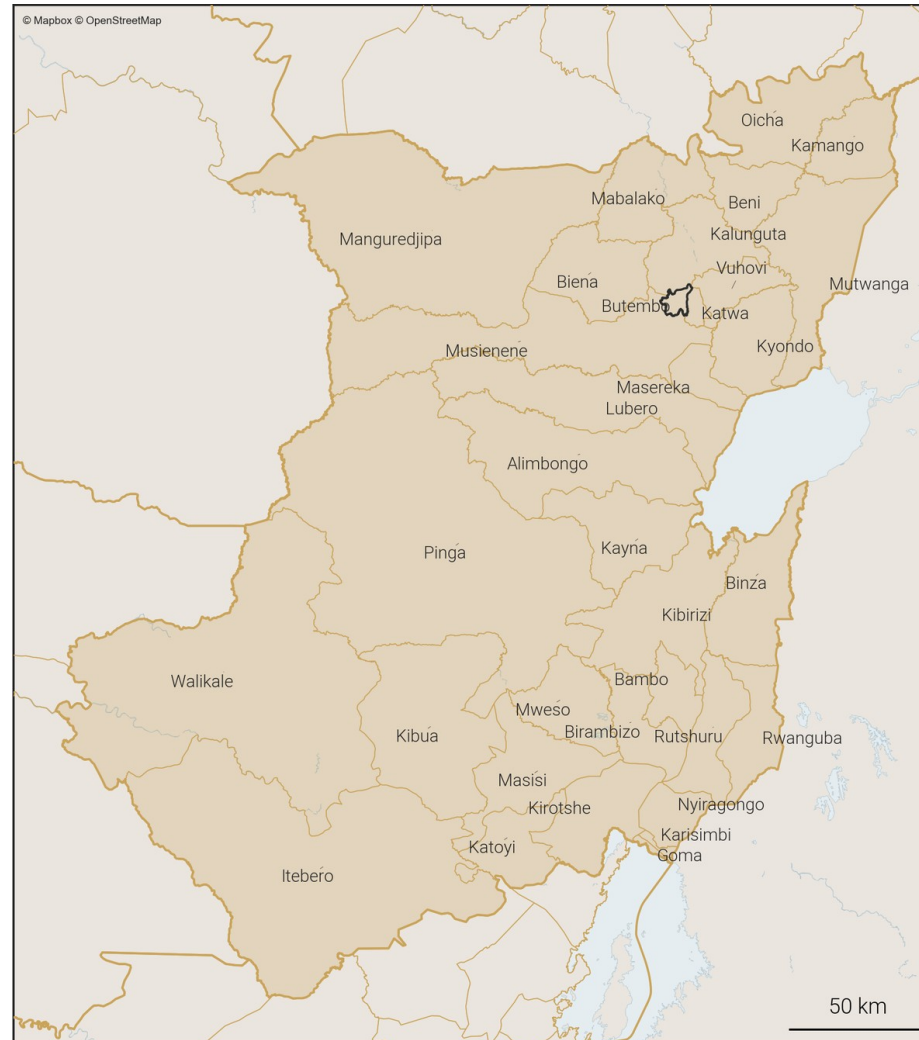 © Mapbox © OpenStreetMap
Oicha
Kamango
Mabalako
Beni
Manguredjipa
Kalunguta
Vuhovi
Biena
Mutwanga
Butembo
Katwa
Musienene
Kyondo
Masereka
Lubero
Alimbongo
Kayna
Pinga
Binza
Kibirizi
Walikale
Bambo
Mweso
Birambizo
Rutshuru
Rwanguba
Kibua
Masisi
Kirotshe
Nyiragongo
Karisimbi
Katoyi
Goma
Itebero
50 km